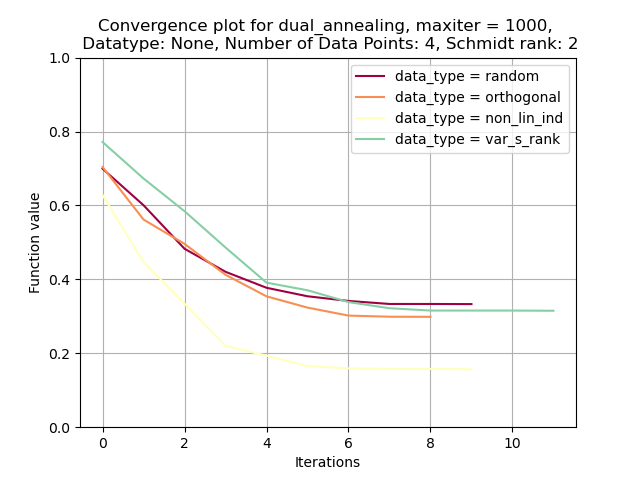 Convergence plot for dual_annealing, maxiter = 1000,
Datatype: None, Number of Data Points: 4, Schmidt rank: 2
1.0
0.8
0.6
0.4
0.2
0.0
Function value
data_type = random
data_type = orthogonal
data_type = non_lin_ind
data_type = var_s_rank
0 2 4 6 8 10
Iterations